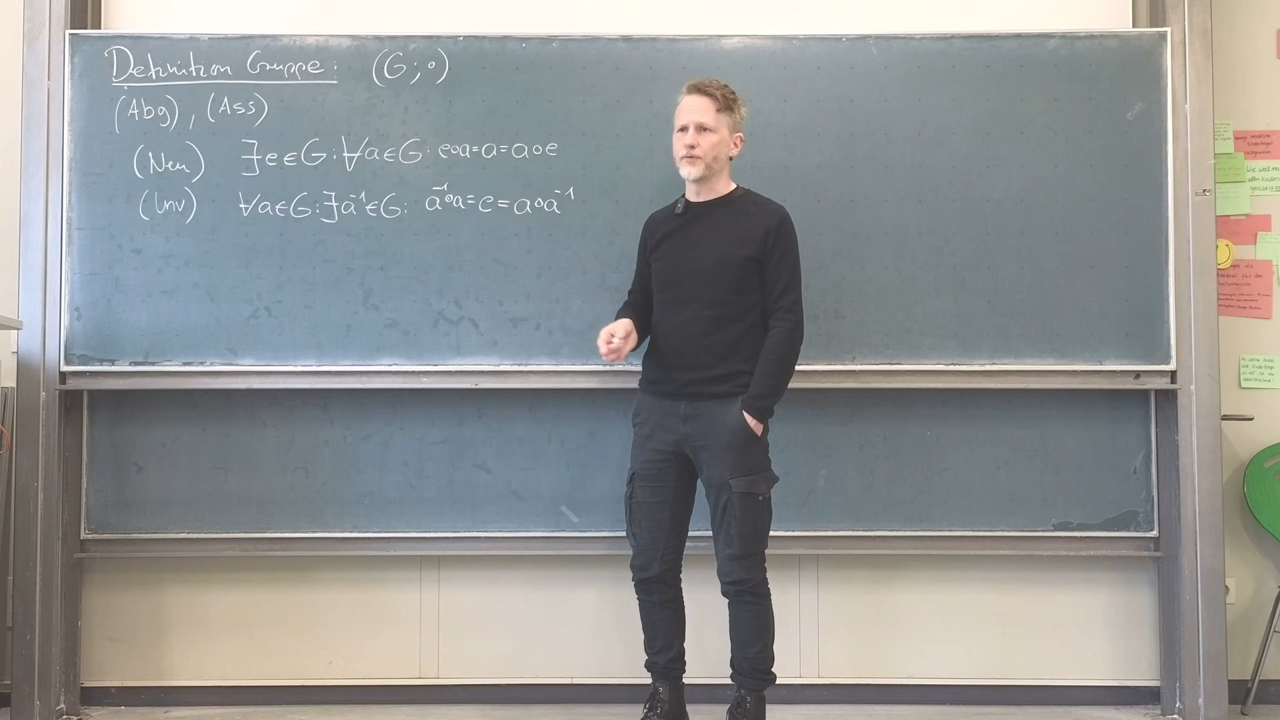 Definition Gruppe: (G;∘)
(Abg), (Ass)
(Neu) ∃e∈G:∀a∈G: e∘a=a=a∘e
(Inv) ∀a∈G:∃a⁻¹∈G: a⁻¹∘a=e=a∘a⁻¹